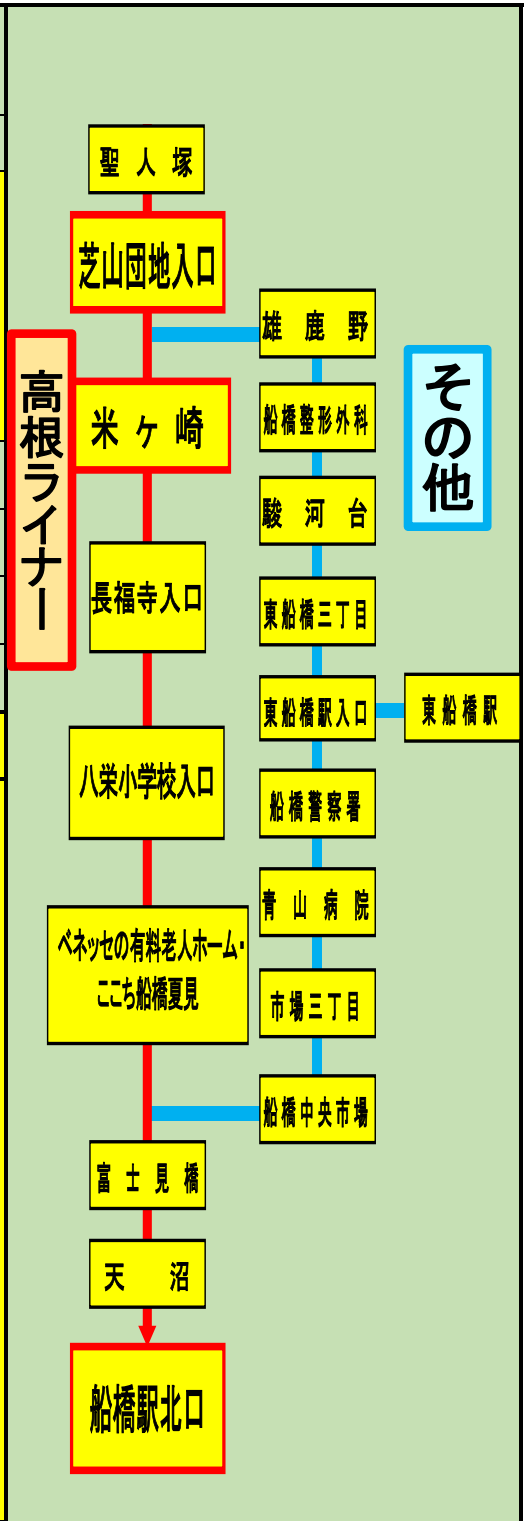 聖人塚
芝山団地入口
高根ライナー
米ヶ崎
長福寺入口
八栄小学校入口
ベネッセの有料老人ホーム・
ここち船橋夏見
雄鹿野
船橋整形外科
駿河台
東船橋三丁目
東船橋駅入口
東船橋駅
船橋警察署
青山病院
市場三丁目
船橋中央市場
その他
富士見橋
天沼
船橋駅北口